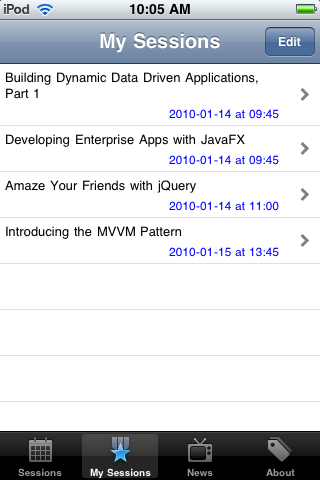 iPod 10:05 AM
My Sessions Edit
Building Dynamic Data Driven Applications,
Part 1
2010-01-14 at 09:45
Developing Enterprise Apps with JavaFX
2010-01-14 at 09:45
Amaze Your Friends with jQuery
2010-01-14 at 11:00
Introducing the MVVM Pattern
2010-01-15 at 13:45
Sessions My Sessions News About